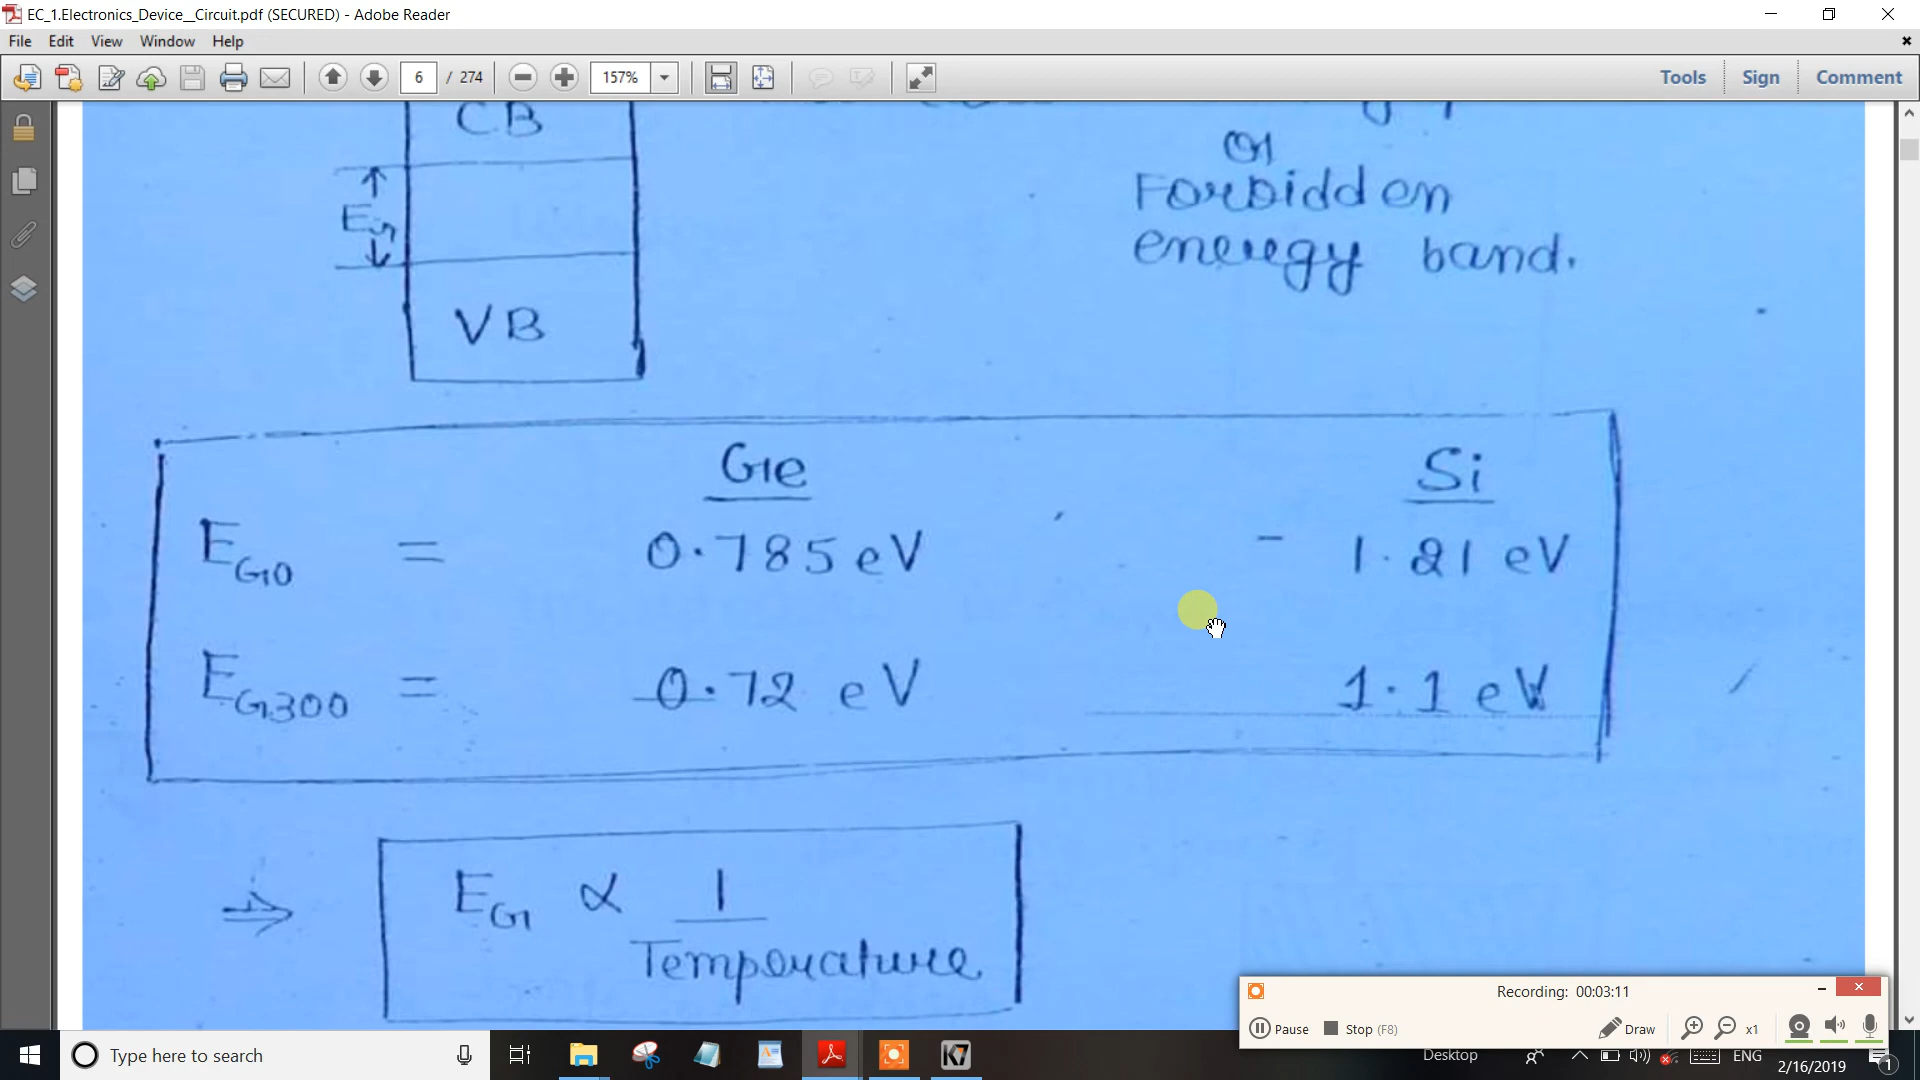 EC_1.Electronics_Device__Circuit.pdf (SECURED) - Adobe Reader
File Edit View Window Help
6 / 274 157% Tools Sign Comment
CB
or
Forbidden
energy band.
EG
VB
Ge Si
EG0 = 0.785 eV - 1.21 eV
EG300 = 0.72 eV 1.1 eV
⇒ EG ∝ 1
Temperature
Recording: 00:03:11
Pause Stop (F8) Draw x1
Type here to search
Desktop ENG
2/16/2019 1